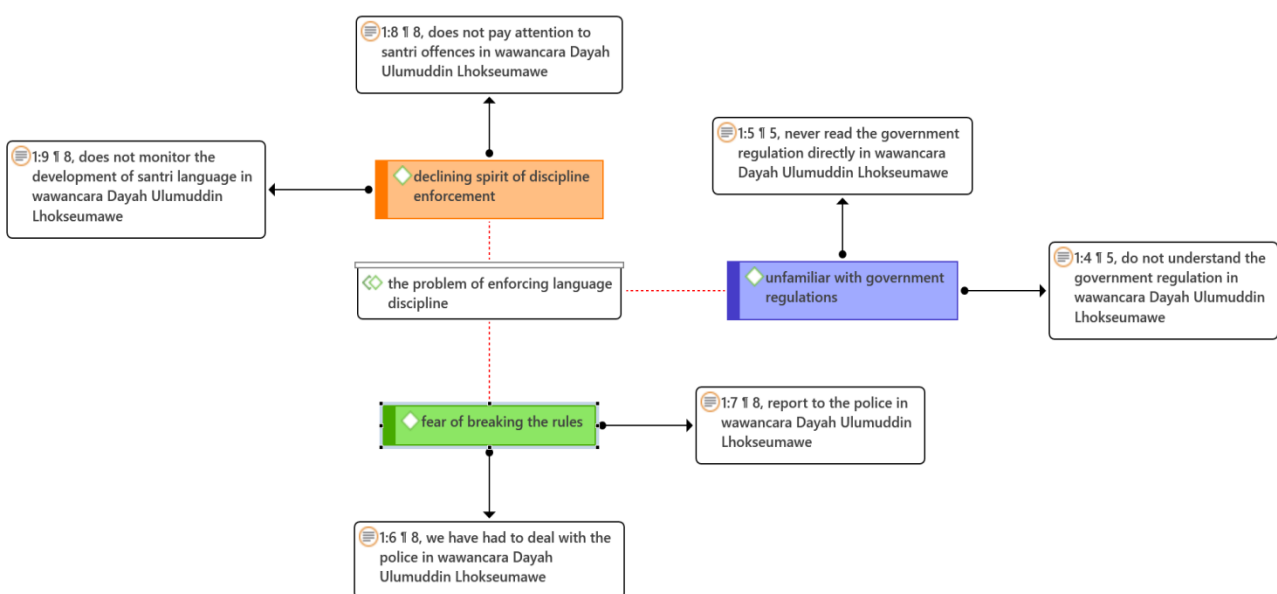 1:8 ¶ 8, does not pay attention to
santri offences in wawancara Dayah
Ulumuddin Lhokseumawe
1:5 ¶ 5, never read the government
regulation directly in wawancara
Dayah Ulumuddin Lhokseumawe
1:9 ¶ 8, does not monitor the
development of santri language in
wawancara Dayah Ulumuddin
Lhokseumawe
declining spirit of discipline
enforcement
1:4 ¶ 5, do not understand the
government regulation in
wawancara Dayah Ulumuddin
Lhokseumawe
the problem of enforcing language
discipline
unfamiliar with government
regulations
fear of breaking the rules
1:7 ¶ 8, report to the police in
wawancara Dayah Ulumuddin
Lhokseumawe
1:6 ¶ 8, we have had to deal with the
police in wawancara Dayah
Ulumuddin Lhokseumawe